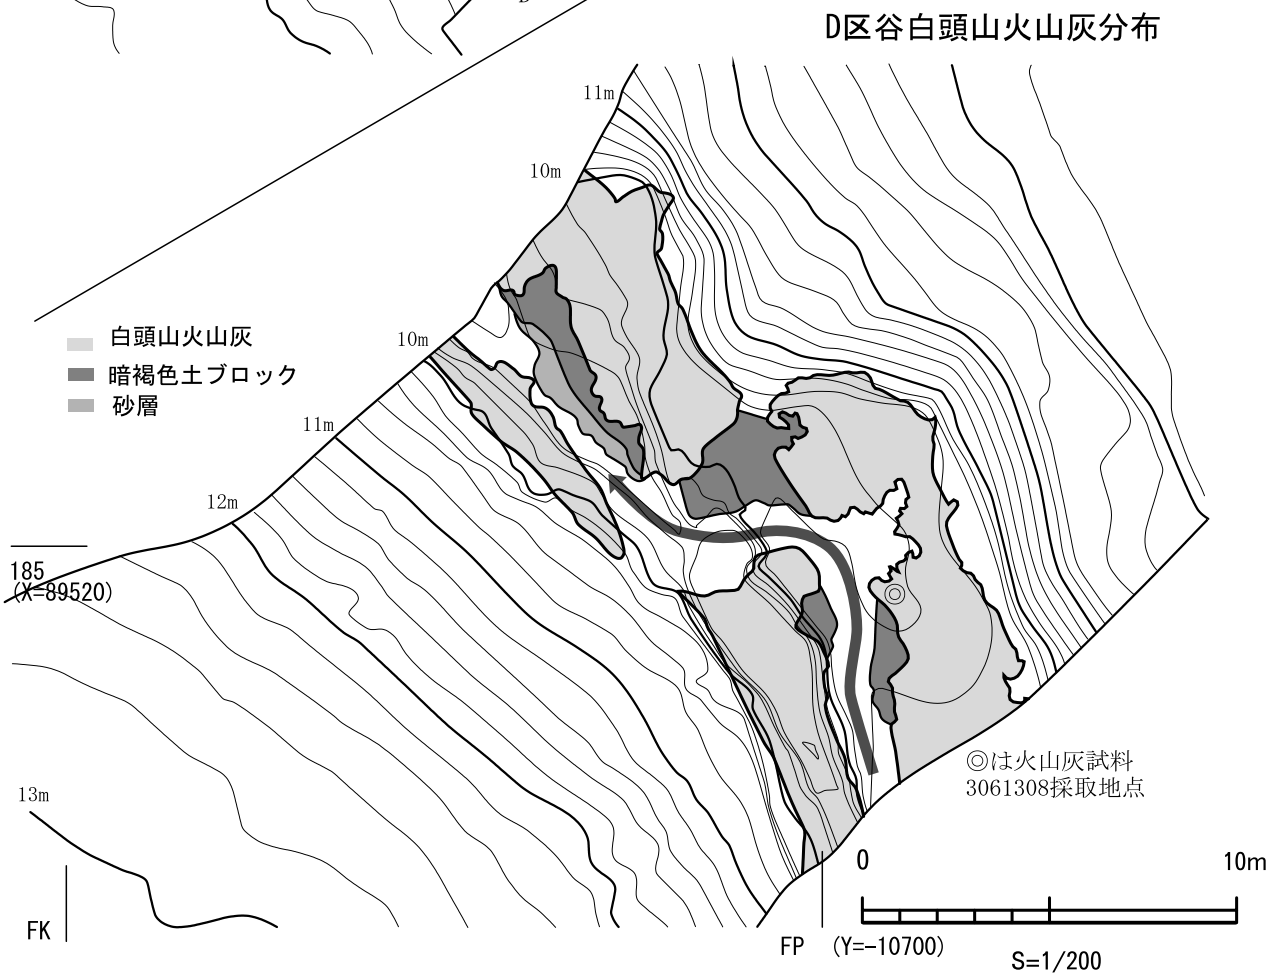 D区谷白頭山火山灰分布
11m
10m
白頭山火山灰
暗褐色土ブロック
砂層
10m
11m
12m
185
(X=89520)
13m
◎は火山灰試料
3061308採取地点
0
10m
FK
FP
(Y=-10700)
S=1/200